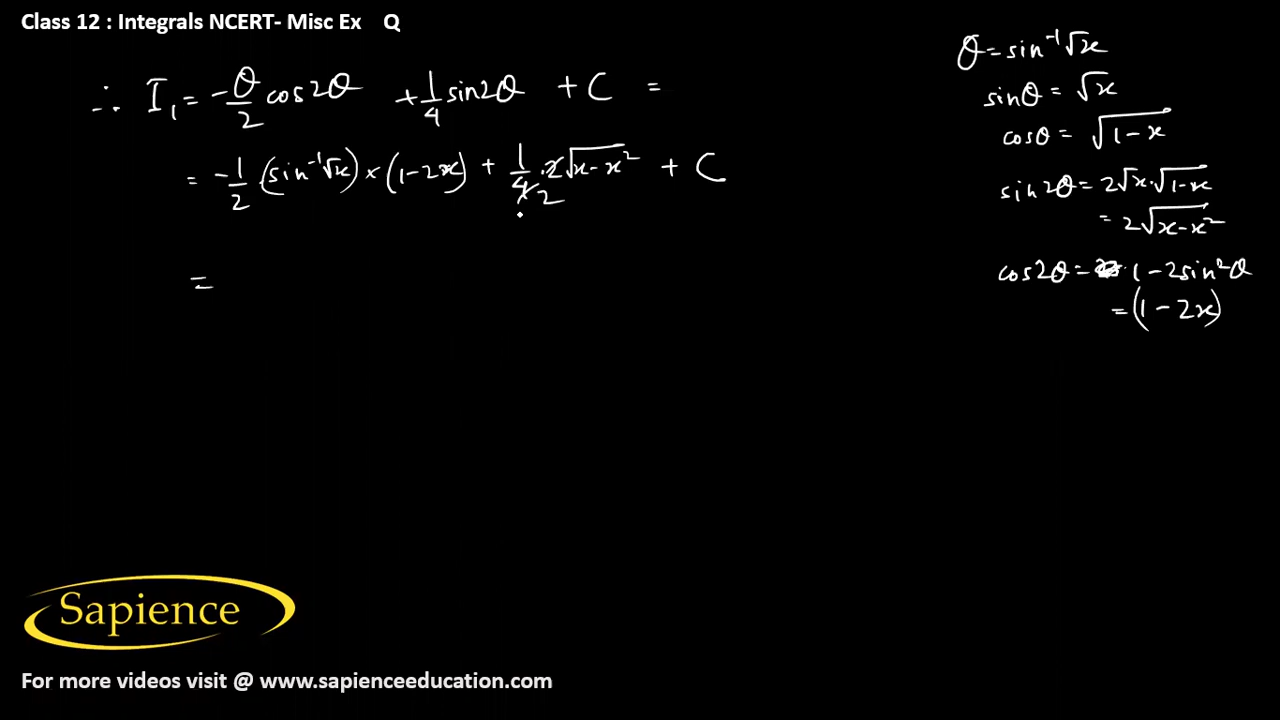 Class 12 : Integrals NCERT- Misc Ex Q
∴ I₁ = -θ/2 cos2θ + 1/4 sin2θ + C =
= -1/2 (sin⁻¹√x) × (1-2x) + 1/4 · 2√x-x² + C
2
=
θ = sin⁻¹√x
sinθ = √x
cosθ = √1-x
sin2θ = 2√x·√1-x
= 2√x-x²
cos2θ = 1-2sin²θ
= (1-2x)
Sapience
For more videos visit @ www.sapienceeducation.com